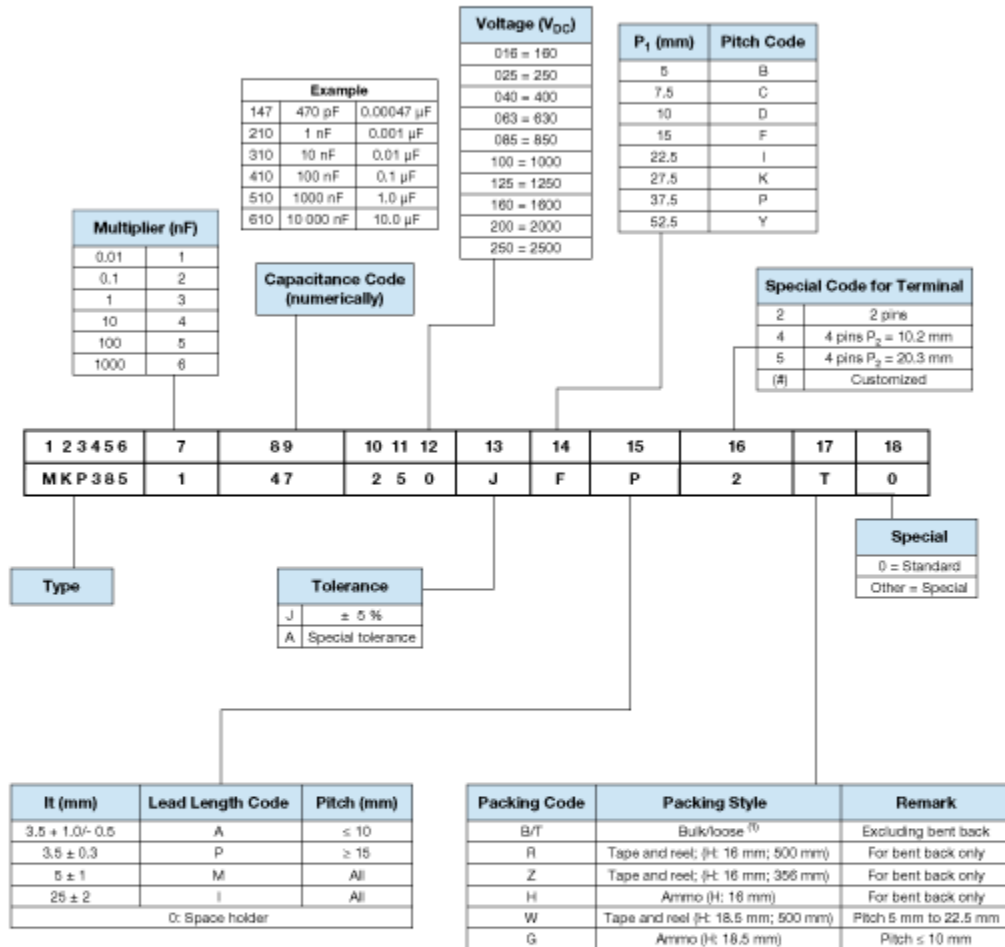 Voltage (VDC)
016 = 160
025 = 250
040 = 400
063 = 630
085 = 850
100 = 1000
125 = 1250
160 = 1600
200 = 2000
250 = 2500
P1 (mm) Pitch Code
5 B
7.5 C
10 D
15 F
22.5 I
27.5 K
37.5 P
52.5 Y
Example
147 470 pF 0.00047 µF
210 1 nF 0.001 µF
310 10 nF 0.01 µF
410 100 nF 0.1 µF
510 1000 nF 1.0 µF
610 10 000 nF 10.0 µF
Multiplier (nF)
0.01 1
0.1 2
1 3
10 4
100 5
1000 6
Capacitance Code
(numerically)
Special Code for Terminal
2 2 pins
4 4 pins P2 = 10.2 mm
5 4 pins P2 = 20.3 mm
(#) Customized
1 2 3 4 5 6 7 8 9 10 11 12 13 14 15 16 17 18
M K P 3 8 5 1 4 7 2 5 0 J F P 2 T 0
Type
Tolerance
J ± 5 %
A Special tolerance
Special
0 = Standard
Other = Special
lt (mm) Lead Length Code Pitch (mm)
3.5 + 1.0/- 0.5 A ≤ 10
3.5 ± 0.3 P ≥ 15
5 ± 1 M All
25 ± 2 I All
0: Space holder
Packing Code Packing Style Remark
B/T Bulk/loose (1) Excluding bent back
R Tape and reel; (H: 16 mm; 500 mm) For bent back only
Z Tape and reel; (H: 16 mm; 356 mm) For bent back only
H Ammo (H: 16 mm) For bent back only
W Tape and reel (H: 18.5 mm; 500 mm) Pitch 5 mm to 22.5 mm
G Ammo (H: 18.5 mm) Pitch ≤ 10 mm